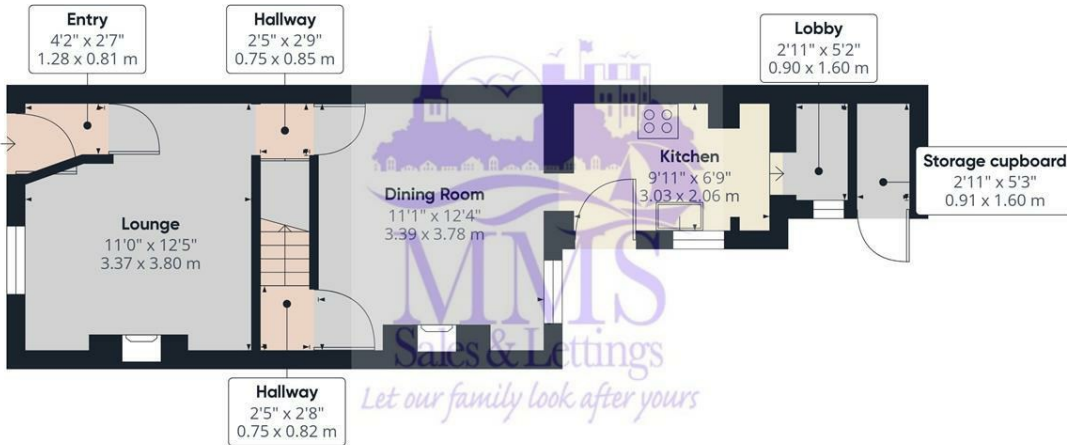 Entry
4'2" x 2'7"
1.28 x 0.81 m
Hallway
2'5" x 2'9"
0.75 x 0.85 m
Lobby
2'11" x 5'2"
0.90 x 1.60 m
Kitchen
9'11" x 6'9"
3.03 x 2.06 m
Storage cupboard
2'11" x 5'3"
0.91 x 1.60 m
Lounge
11'0" x 12'5"
3.37 x 3.80 m
Dining Room
11'1" x 12'4"
3.39 x 3.78 m
MMS
Sales & Lettings
Let our family look after yours
Hallway
2'5" x 2'8"
0.75 x 0.82 m